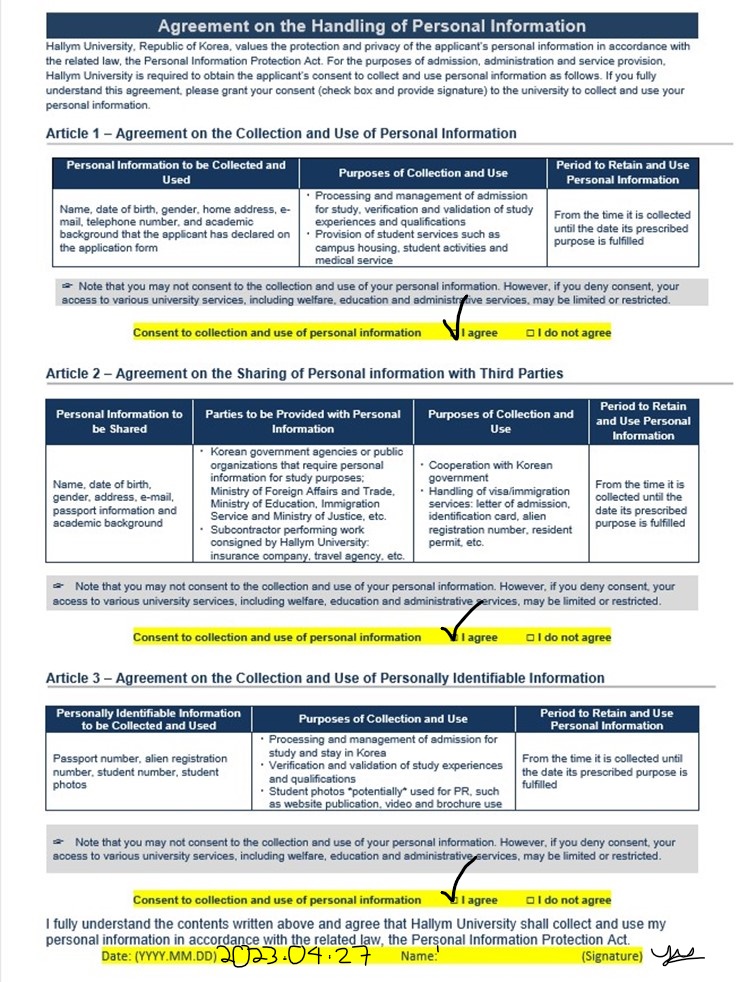 Agreement on the Handling of Personal Information
Hallym University, Republic of Korea, values the protection and privacy of the applicant's personal information in accordance with
the related law, the Personal Information Protection Act. For the purposes of admission, administration and service provision,
Hallym University is required to obtain the applicant's consent to collect and use personal information as follows. If you fully
understand this agreement, please grant your consent (check box and provide signature) to the university to collect and use your
personal information.
Article 1 – Agreement on the Collection and Use of Personal Information
Personal Information to be Collected and
Used
Purposes of Collection and Use
Period to Retain and Use
Personal Information
Name, date of birth, gender, home address, e-
mail, telephone number, and academic
background that the applicant has declared on
the application form
· Processing and management of admission
for study, verification and validation of study
experiences and qualifications
· Provision of student services such as
campus housing, student activities and
medical service
From the time it is collected
until the date its prescribed
purpose is fulfilled
☞ Note that you may not consent to the collection and use of your personal information. However, if you deny consent, your
access to various university services, including welfare, education and administrative services, may be limited or restricted.
Consent to collection and use of personal information ☑ I agree □ I do not agree
Article 2 – Agreement on the Sharing of Personal information with Third Parties
Personal Information to
be Shared
Parties to be Provided with Personal
Information
Purposes of Collection and
Use
Period to Retain
and Use Personal
Information
Name, date of birth,
gender, address, e-mail,
passport information and
academic background
· Korean government agencies or public
organizations that require personal
information for study purposes;
Ministry of Foreign Affairs and Trade,
Ministry of Education, Immigration
Service and Ministry of Justice, etc.
· Subcontractor performing work
consigned by Hallym University:
insurance company, travel agency, etc.
· Cooperation with Korean
government
· Handling of visa/immigration
services: letter of admission,
identification card, alien
registration number, resident
permit, etc.
From the time it is
collected until the
date its prescribed
purpose is fulfilled
☞ Note that you may not consent to the collection and use of your personal information. However, if you deny consent, your
access to various university services, including welfare, education and administrative services, may be limited or restricted.
Consent to collection and use of personal information ☑ I agree □ I do not agree
Article 3 – Agreement on the Collection and Use of Personally Identifiable Information
Personally Identifiable Information
to be Collected and Used
Purposes of Collection and Use
Period to Retain and Use
Personal Information
Passport number, alien registration
number, student number, student
photos
· Processing and management of admission for
study and stay in Korea
· Verification and validation of study experiences
and qualifications
· Student photos *potentially* used for PR, such
as website publication, video and brochure use
From the time it is collected until
the date its prescribed purpose is
fulfilled
☞ Note that you may not consent to the collection and use of your personal information. However, if you deny consent, your
access to various university services, including welfare, education and administrative services, may be limited or restricted.
Consent to collection and use of personal information ☑ I agree □ I do not agree
I fully understand the contents written above and agree that Hallym University shall collect and use my
personal information in accordance with the related law, the Personal Information Protection Act.
Date: (YYYY.MM.DD) 2023.04.27 Name: (Signature)